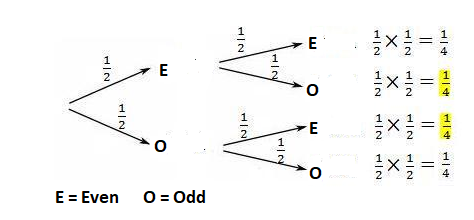 1/2 E 1/2 × 1/2 = 1/4
1/2 E
1/2 O 1/2 × 1/2 = 1/4
1/2 E 1/2 × 1/2 = 1/4
1/2 O
1/2 O 1/2 × 1/2 = 1/4
E = Even O = Odd